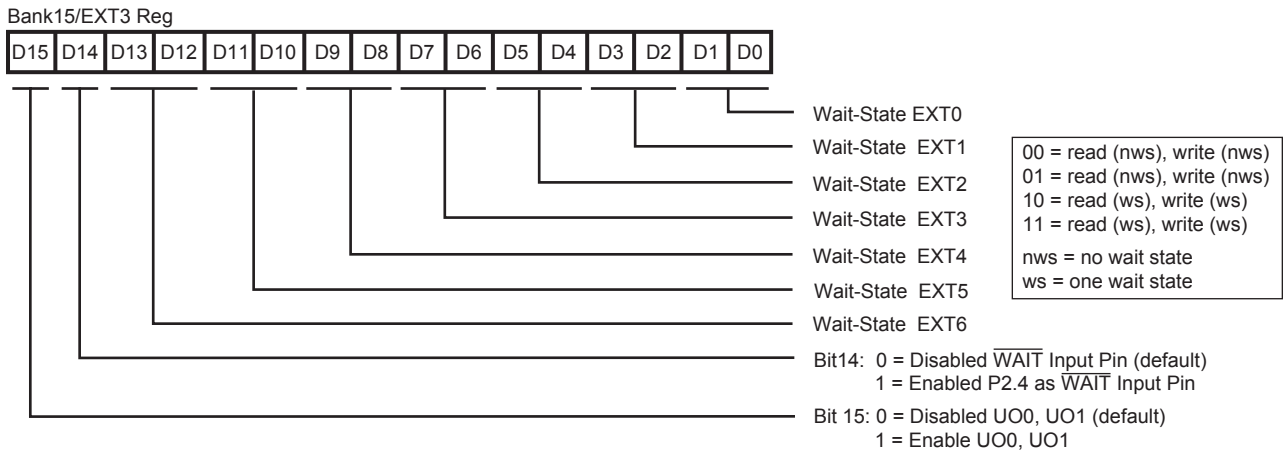 Bank15/EXT3 Reg
D15 D14 D13 D12 D11 D10 D9 D8 D7 D6 D5 D4 D3 D2 D1 D0
Wait-State EXT0
Wait-State EXT1
Wait-State EXT2
Wait-State EXT3
Wait-State EXT4
Wait-State EXT5
Wait-State EXT6
00 = read (nws), write (nws)
01 = read (nws), write (nws)
10 = read (ws), write (ws)
11 = read (ws), write (ws)
nws = no wait state
ws = one wait state
Bit14: 0 = Disabled WAIT Input Pin (default)
1 = Enabled P2.4 as WAIT Input Pin
Bit 15: 0 = Disabled UO0, UO1 (default)
1 = Enable UO0, UO1